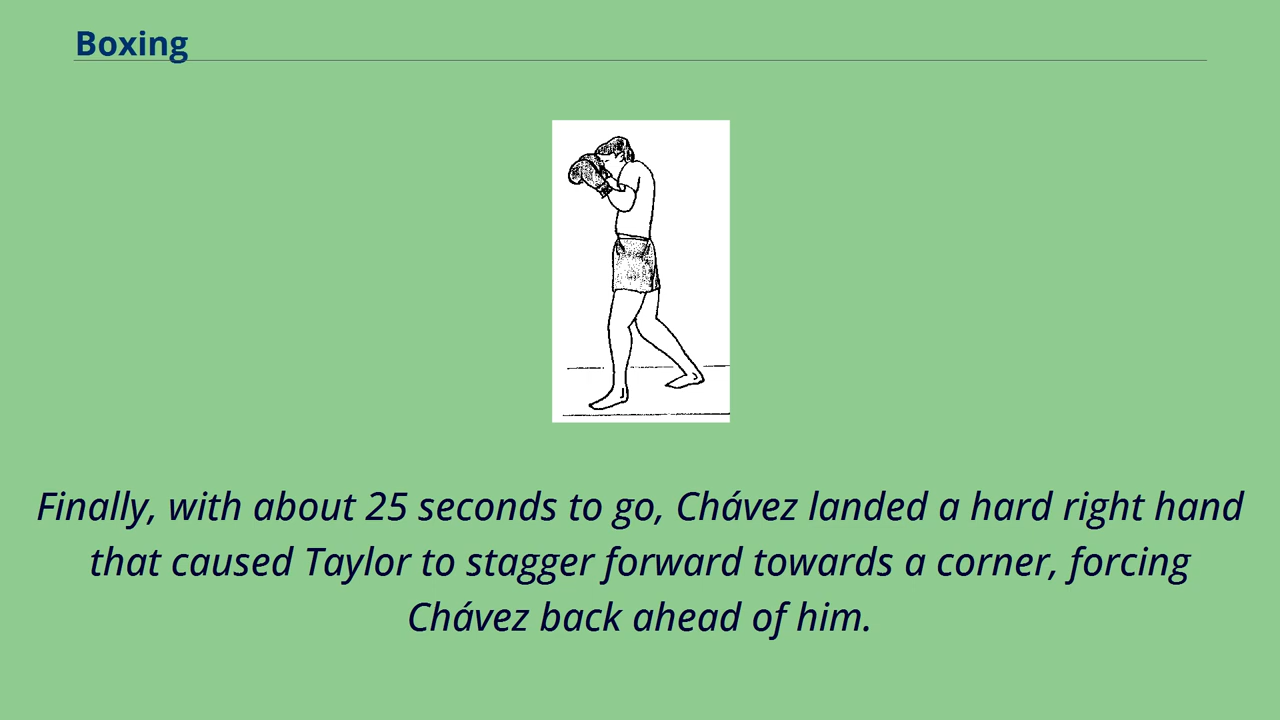 Boxing
Finally, with about 25 seconds to go, Chávez landed a hard right hand
that caused Taylor to stagger forward towards a corner, forcing
Chávez back ahead of him.